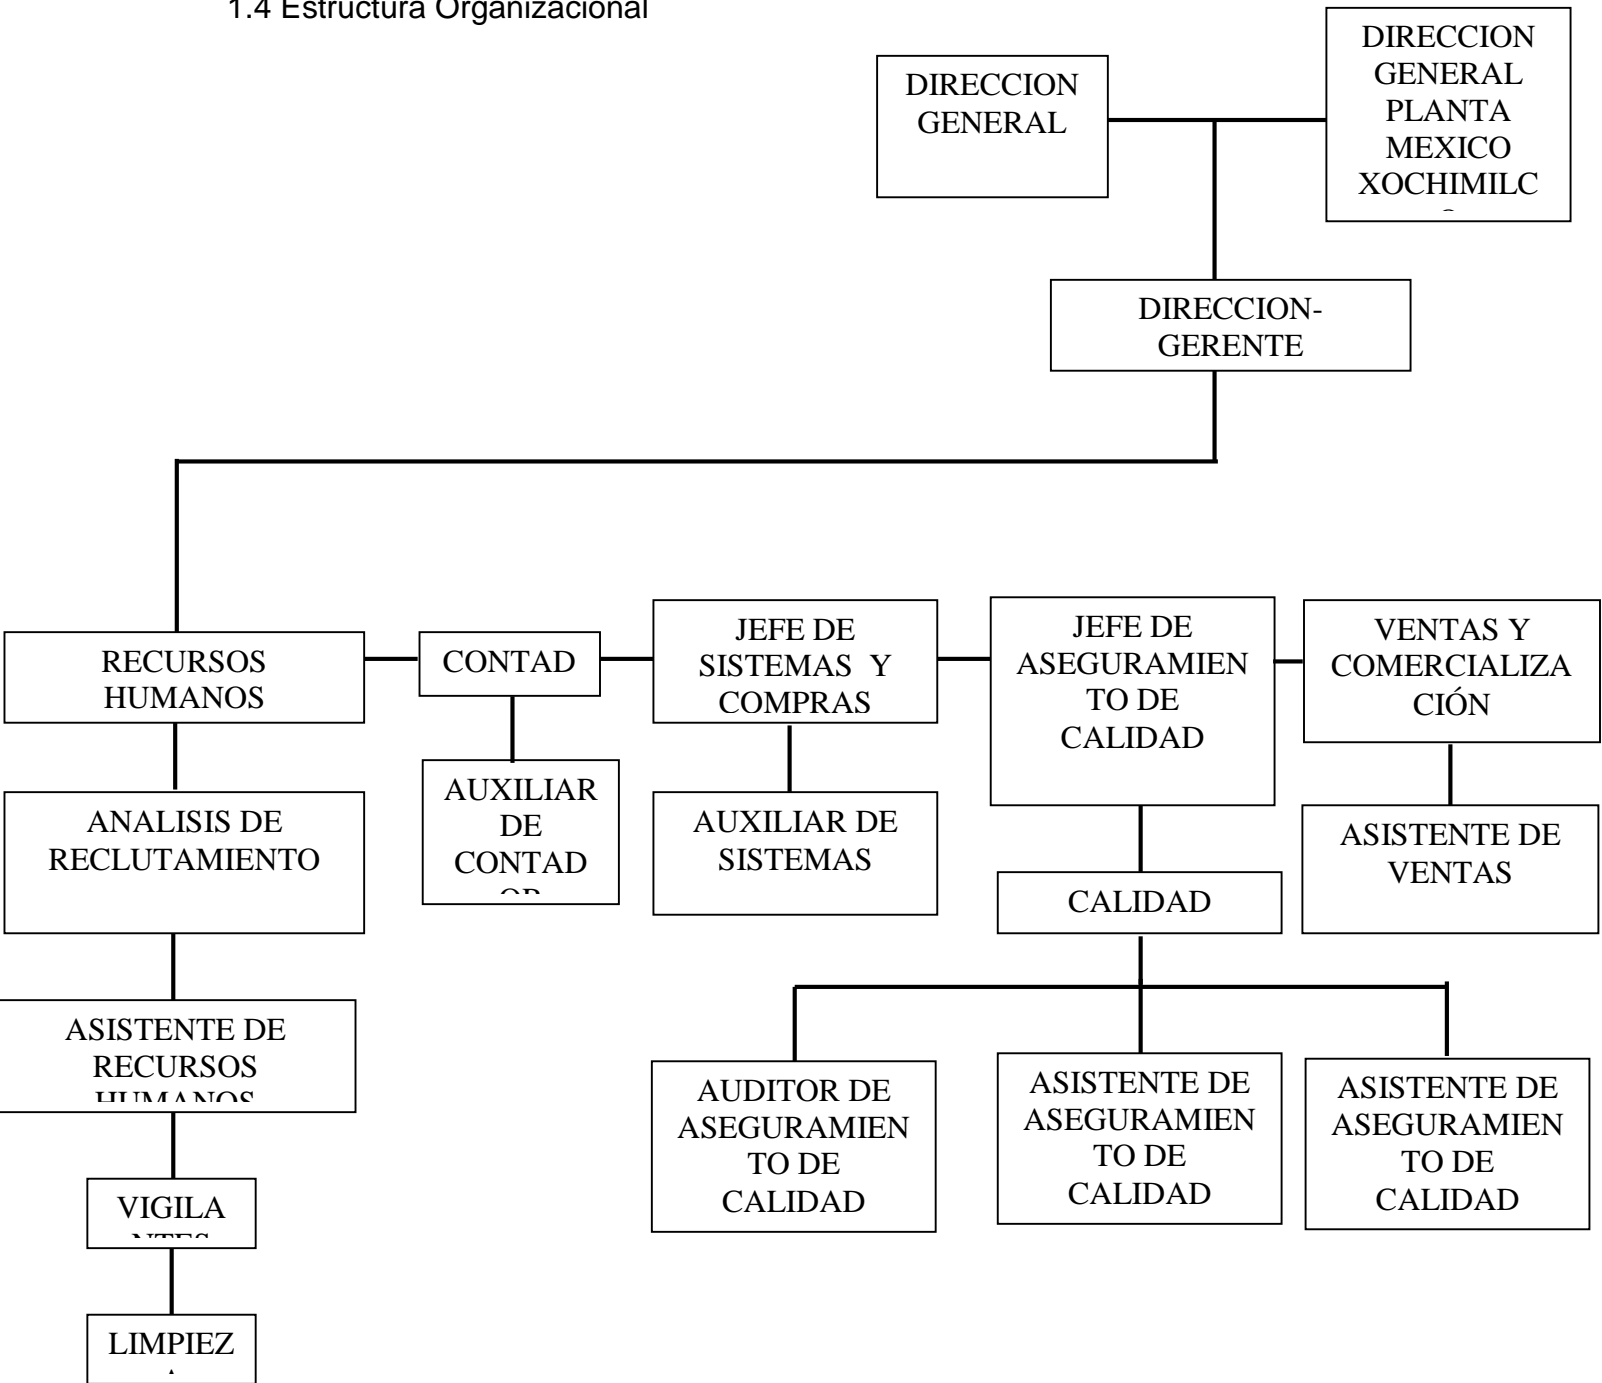 1.4 Estructura Organizacional
DIRECCION
GENERAL
DIRECCION
GENERAL
PLANTA
MEXICO
XOCHIMILC
DIRECCION-
GERENTE
RECURSOS
HUMANOS
CONTAD
JEFE DE
SISTEMAS Y
COMPRAS
JEFE DE
ASEGURAMIEN
TO DE
CALIDAD
VENTAS Y
COMERCIALIZA
CIÓN
ANALISIS DE
RECLUTAMIENTO
AUXILIAR
DE
CONTAD
OR
AUXILIAR DE
SISTEMAS
CALIDAD
ASISTENTE DE
VENTAS
ASISTENTE DE
RECURSOS
HUMANOS
AUDITOR DE
ASEGURAMIEN
TO DE
CALIDAD
ASISTENTE DE
ASEGURAMIEN
TO DE
CALIDAD
ASISTENTE DE
ASEGURAMIEN
TO DE
CALIDAD
VIGILA
NTES
LIMPIEZ